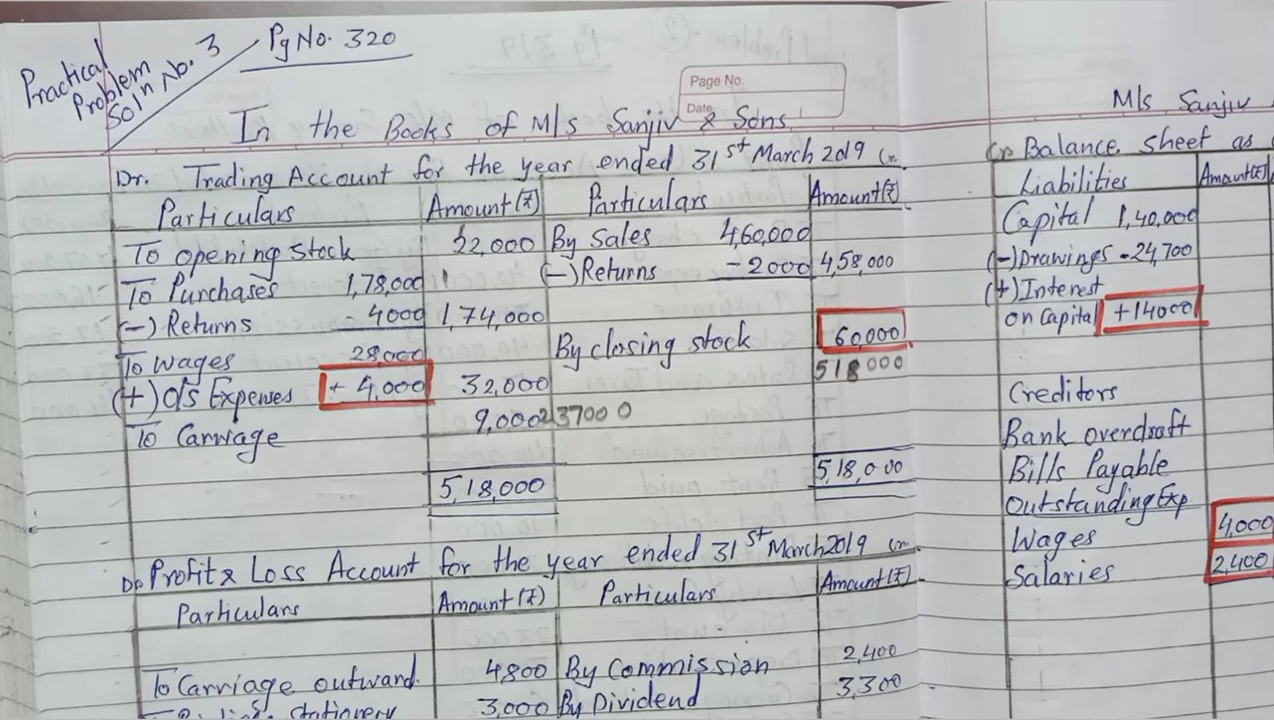 Practical
Problem
Soln No. 3
Pg No. 320
Page No.
Date
In the Books of M/s Sanjiv & Sons
Dr. Trading Account for the year ended 31st March 2019 Cr.
Particulars Amount (₹) Particulars Amount (₹)
To opening stock 22,000 By Sales 4,60,000
To Purchases 1,78,000 (-) Returns - 2000 4,58,000
(-) Returns - 4000 1,74,000
To Wages 28,000 By closing stock 60,000
(+) O/s Expenses + 4,000 32,000 518000
To Carriage 9,000 237000
5,18,000 5,18,000
Dr. Profit & Loss Account for the year ended 31st March 2019 Cr.
Particulars Amount (₹) Particulars Amount (₹)
To Carriage outward. 4800 By Commission 2,400
stationery 3,000 By Dividend 3,300
M/s Sanjiv
Balance sheet as
Liabilities Amount(₹)
Capital 1,40,000
(-) Drawings - 24,700
(+) Interest
on Capital + 14000
Creditors
Bank overdraft
Bills Payable
Outstanding Exp.
Wages 4,000
Salaries 2,400